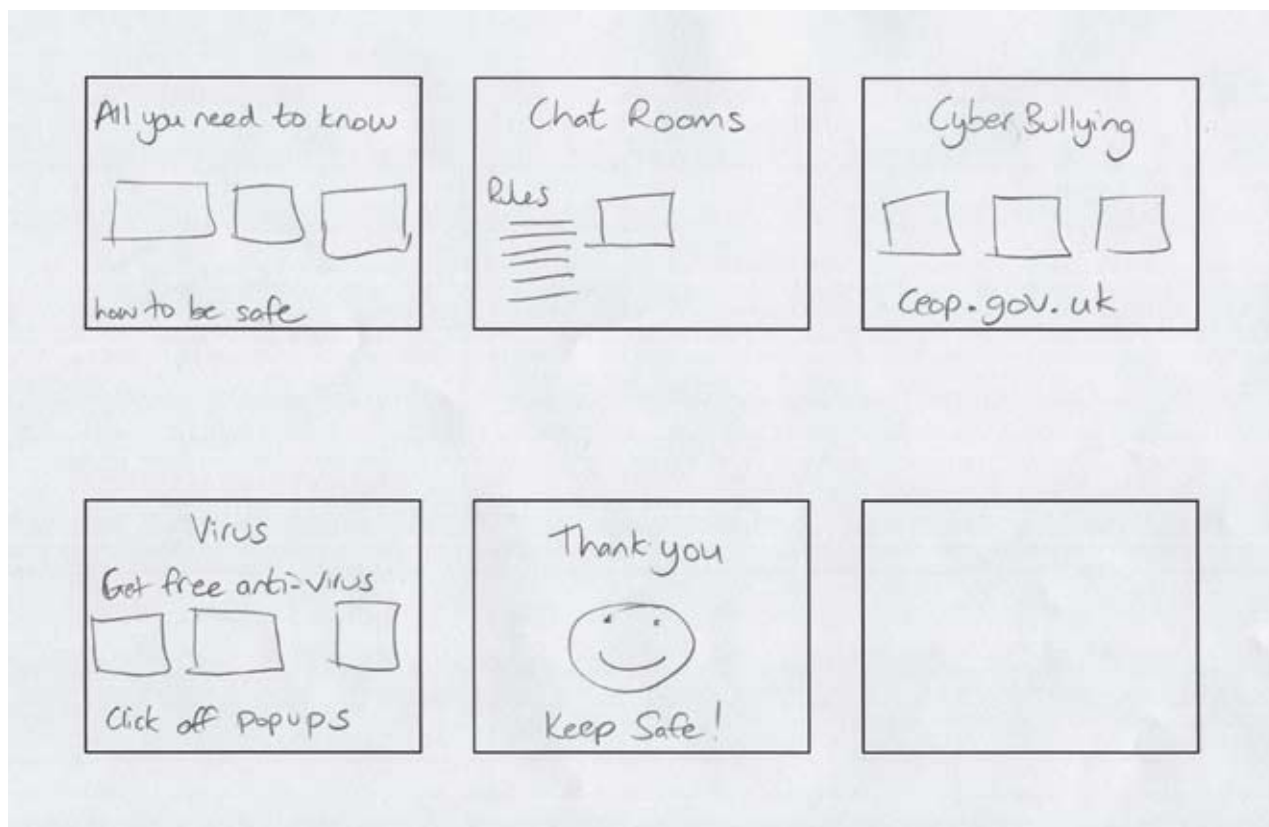 All you need to know
how to be safe
Chat Rooms
Rules
Cyber Bullying
Ceop.gov.uk
Virus
Get free anti-virus
Click off popups
Thank you
Keep Safe!